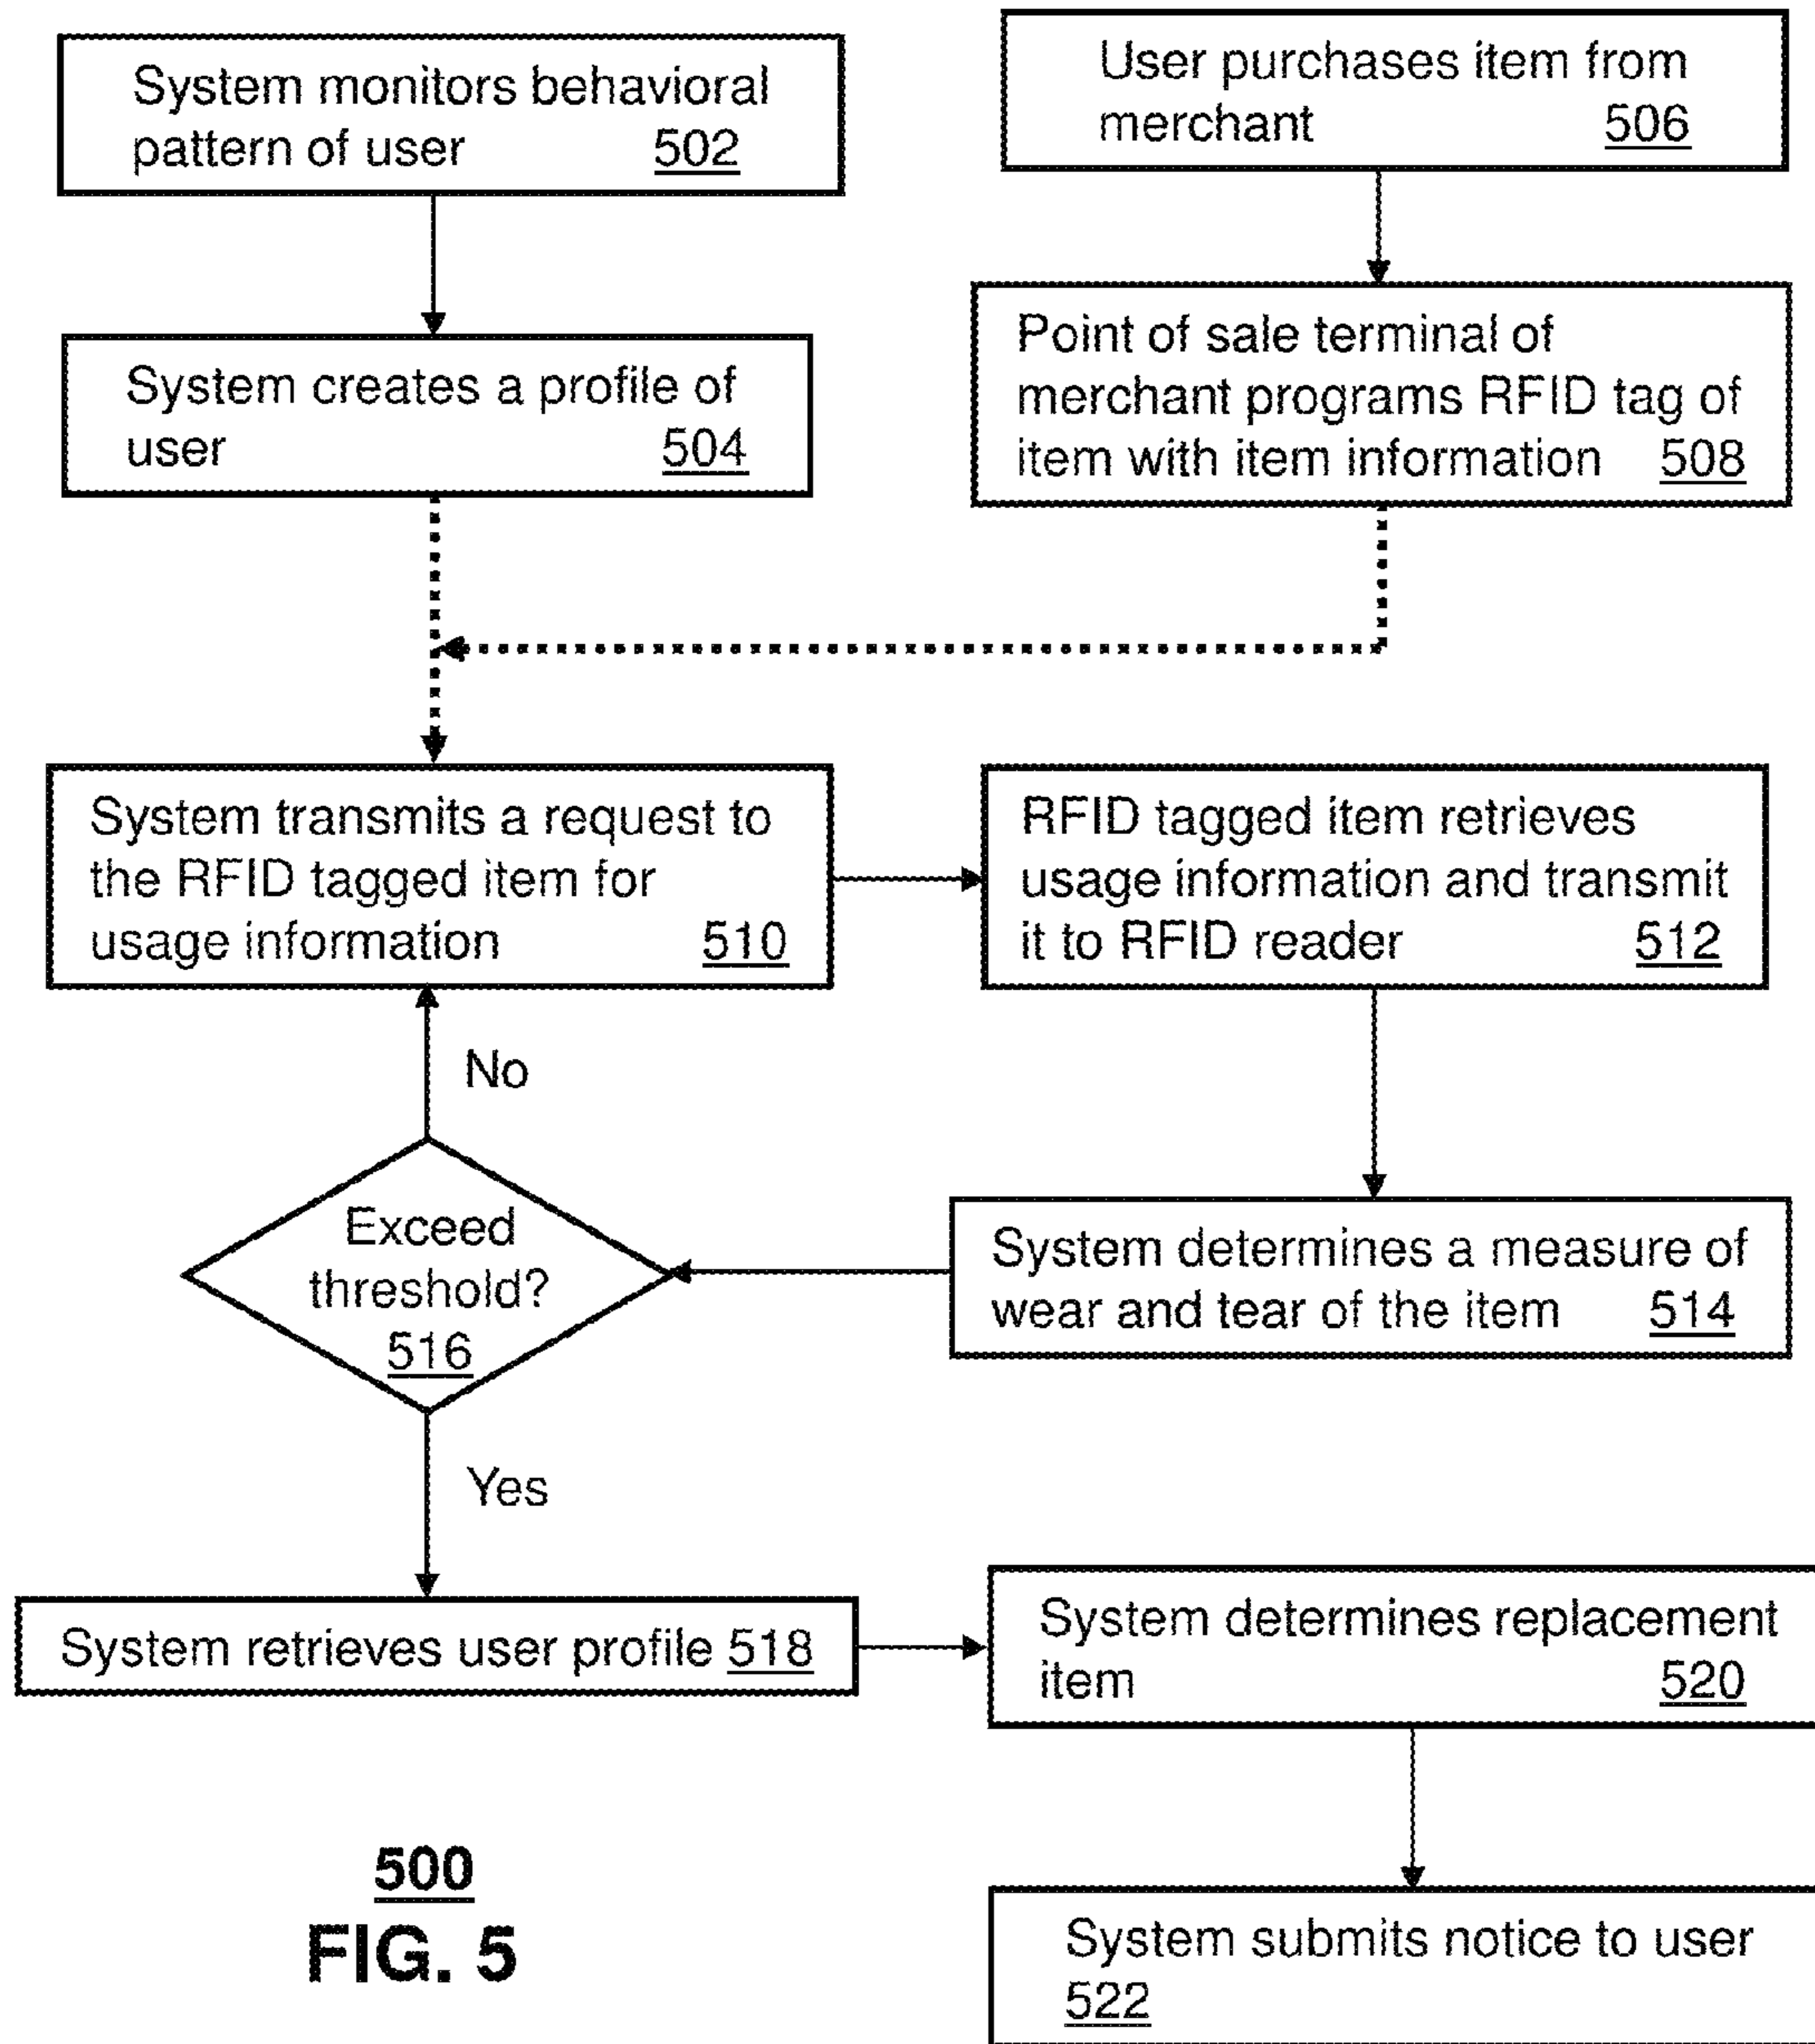 System monitors behavioral
pattern of user 502
User purchases item from
merchant 506
System creates a profile of
user 504
Point of sale terminal of
merchant programs RFID tag of
item with item information 508
System transmits a request to
the RFID tagged item for
usage information 510
RFID tagged item retrieves
usage information and transmit
it to RFID reader 512
No
Exceed
threshold?
516
System determines a measure of
wear and tear of the item 514
Yes
System retrieves user profile 518
System determines replacement
item 520
500
FIG. 5
System submits notice to user
522